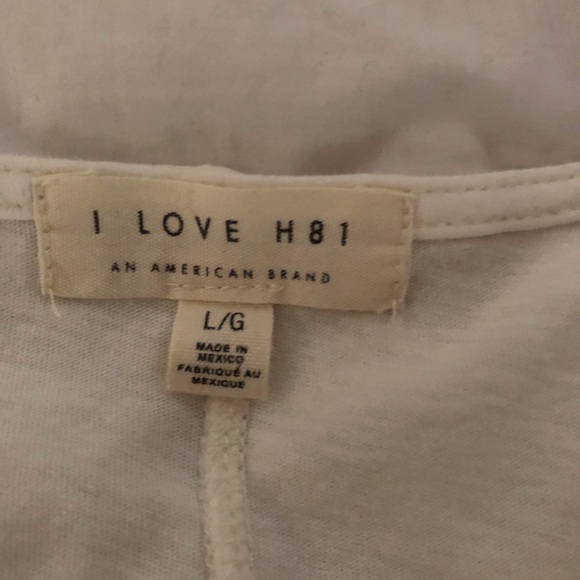 I LOVE H81
AN AMERICAN BRAND
L/G
MADE IN
MEXICO
FABRIQUÉ AU
MEXIQUE